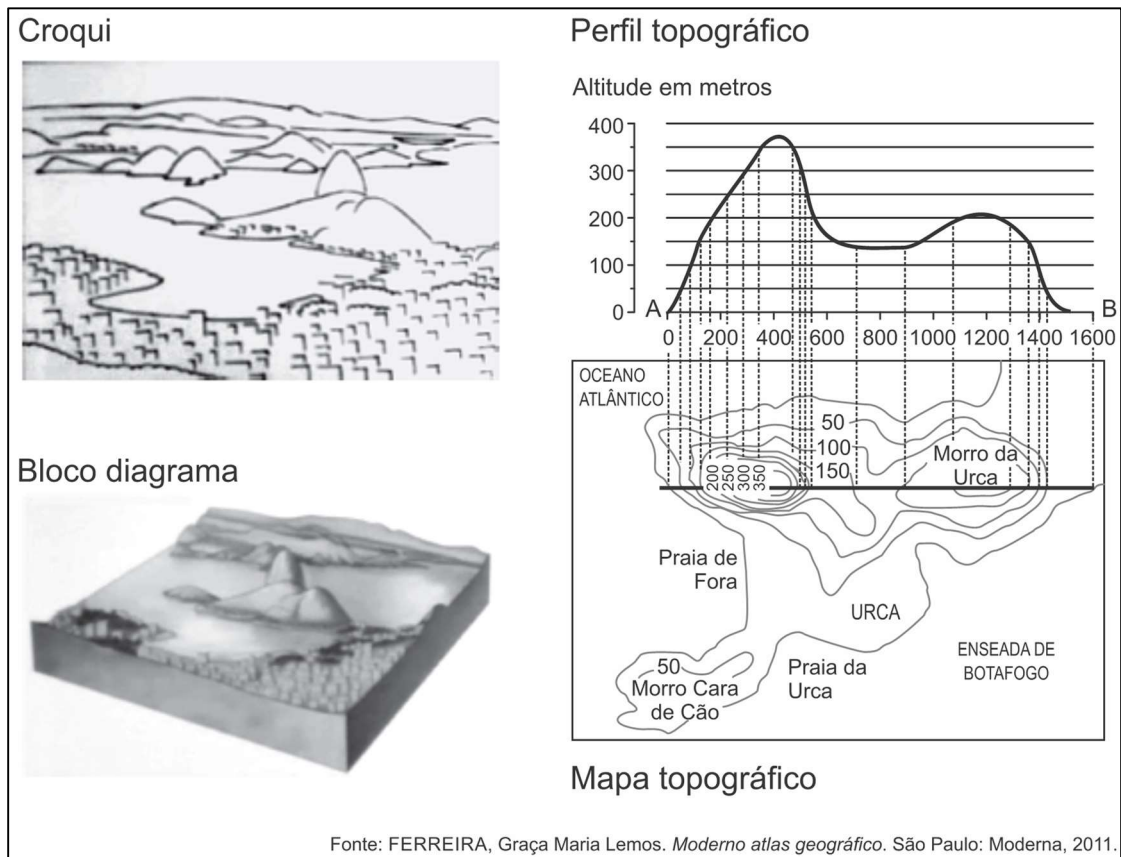 Croqui
Perfil topográfico
Altitude em metros
400
300
200
100
0
A
B
0 200 400 600 800 1000 1200 1400 1600
OCEANO
ATLÂNTICO
50
100
150
200
250
300
350
Morro da
Urca
Bloco diagrama
Praia de
Fora
URCA
ENSEADA DE
BOTAFOGO
Praia da
Urca
50
Morro Cara
de Cão
Mapa topográfico
Fonte: FERREIRA, Graça Maria Lemos. Moderno atlas geográfico. São Paulo: Moderna, 2011.